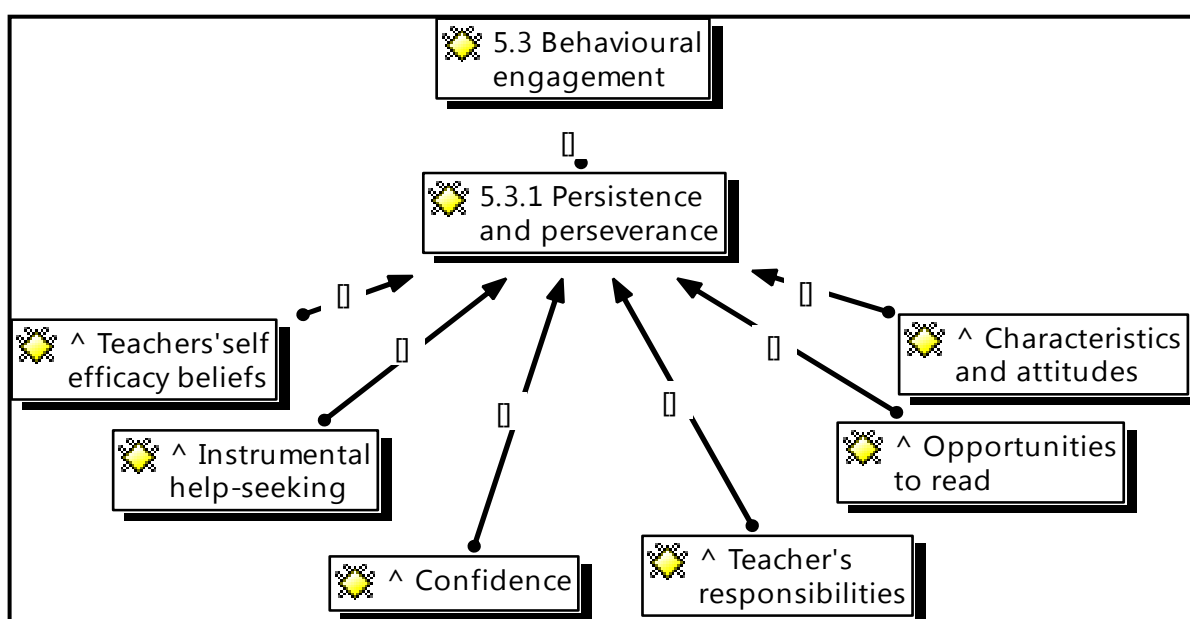 5.3 Behavioural
engagement
[]
5.3.1 Persistence
and perseverance
[]
[]
[]
[]
[]
[]
^ Teachers'self
efficacy beliefs
^ Characteristics
and attitudes
^ Instrumental
help-seeking
^ Opportunities
to read
^ Confidence
^ Teacher's
responsibilities